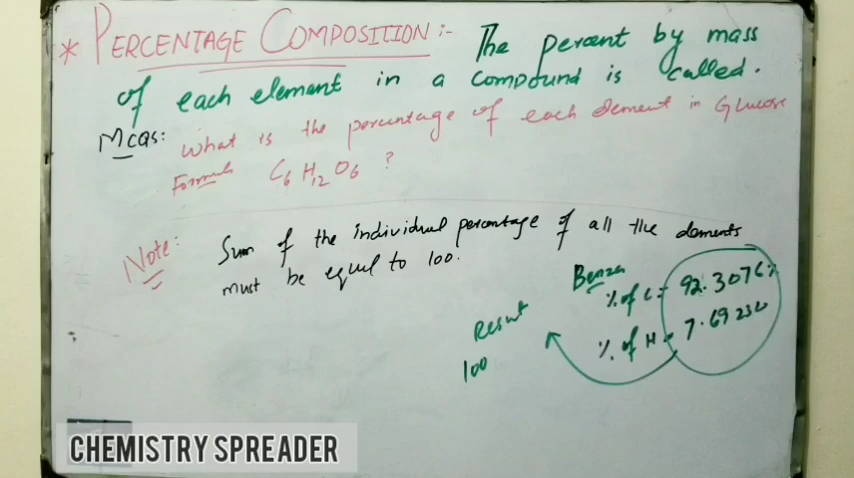 * PERCENTAGE COMPOSITION :- The percent by mass
of each element in a compound is called.
Mcqs: What is the percentage of each element in Glucose
Formula C6 H12 O6 ?
Note: Sum of the individual percentage of all the elements
must be equal to 100.
Benzen
% of C = 92.3076%
% of H = 7.69230
Result
100
CHEMISTRY SPREADER